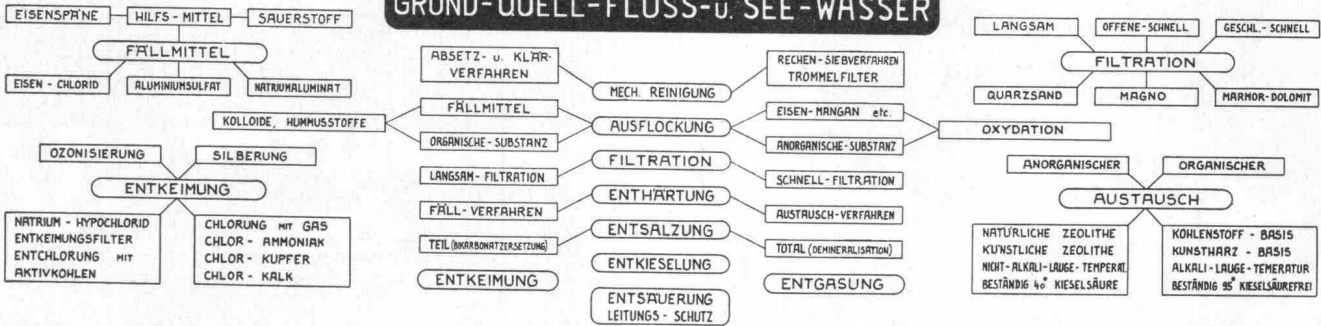 GRUND-QUELL-FLUSS-u. SEE-WASSER
EISENSPÄNE
HILFS-MITTEL
SAUERSTOFF
FÄLLMITTEL
EISEN-CHLORID
ALUMINIUMSULFAT
NATRIUMALUMINAT
KOLLOIDE, HUMMUSSTOFFE
OZONISIERUNG
SILBERUNG
ENTKEIMUNG
NATRIUM-HYPOCHLORID
ENTKEIMUNGSFILTER
ENTCHLORUNG MIT
AKTIVKOHLEN
CHLORUNG MIT GAS
CHLOR-AMMONIAK
CHLOR-KUPFER
CHLOR-KALK
ABSETZ- u. KLÄR-
VERFAHREN
FÄLLMITTEL
ORGANISCHE-SUBSTANZ
LANGSAM-FILTRATION
FÄLL-VERFAHREN
TEIL (BIKARBONATZERSETZUNG)
ENTKEIMUNG
MECH. REINIGUNG
AUSFLOCKUNG
FILTRATION
ENTHÄRTUNG
ENTSALZUNG
ENTKIESELUNG
ENTSÄUERUNG
LEITUNGS-SCHUTZ
RECHEN-SIEBVERFAHREN
TROMMELFILTER
EISEN-MANGAN etc.
ANORGANISCHE-SUBSTANZ
SCHNELL-FILTRATION
AUSTAUSCH-VERFAHREN
TOTAL (DEMINERALISATION)
ENTGASUNG
OXYDATION
LANGSAM
OFFENE-SCHNELL
GESCHL.-SCHNELL
FILTRATION
QUARZSAND
MAGNO
MARMOR-DOLOMIT
ANORGANISCHER
ORGANISCHER
AUSTAUSCH
NATÜRLICHE ZEOLITHE
KÜNSTLICHE ZEOLITHE
NICHT-ALKALI-LAUGE-TEMPERAT.
BESTÄNDIG 40° KIESELSÄURE
KOHLENSTOFF-BASIS
KUNSTHARZ-BASIS
ALKALI-LAUGE-TEMERATUR
BESTÄNDIG 95° KIESELSÄUREFREI